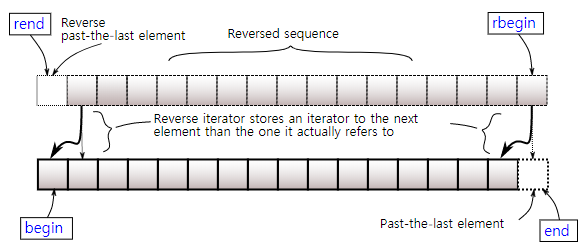 rend
Reverse
past-the-last element
Reversed sequence
rbegin
Reverse iterator stores an iterator to the next
element than the one it actually refers to
begin
Past-the-last element
end